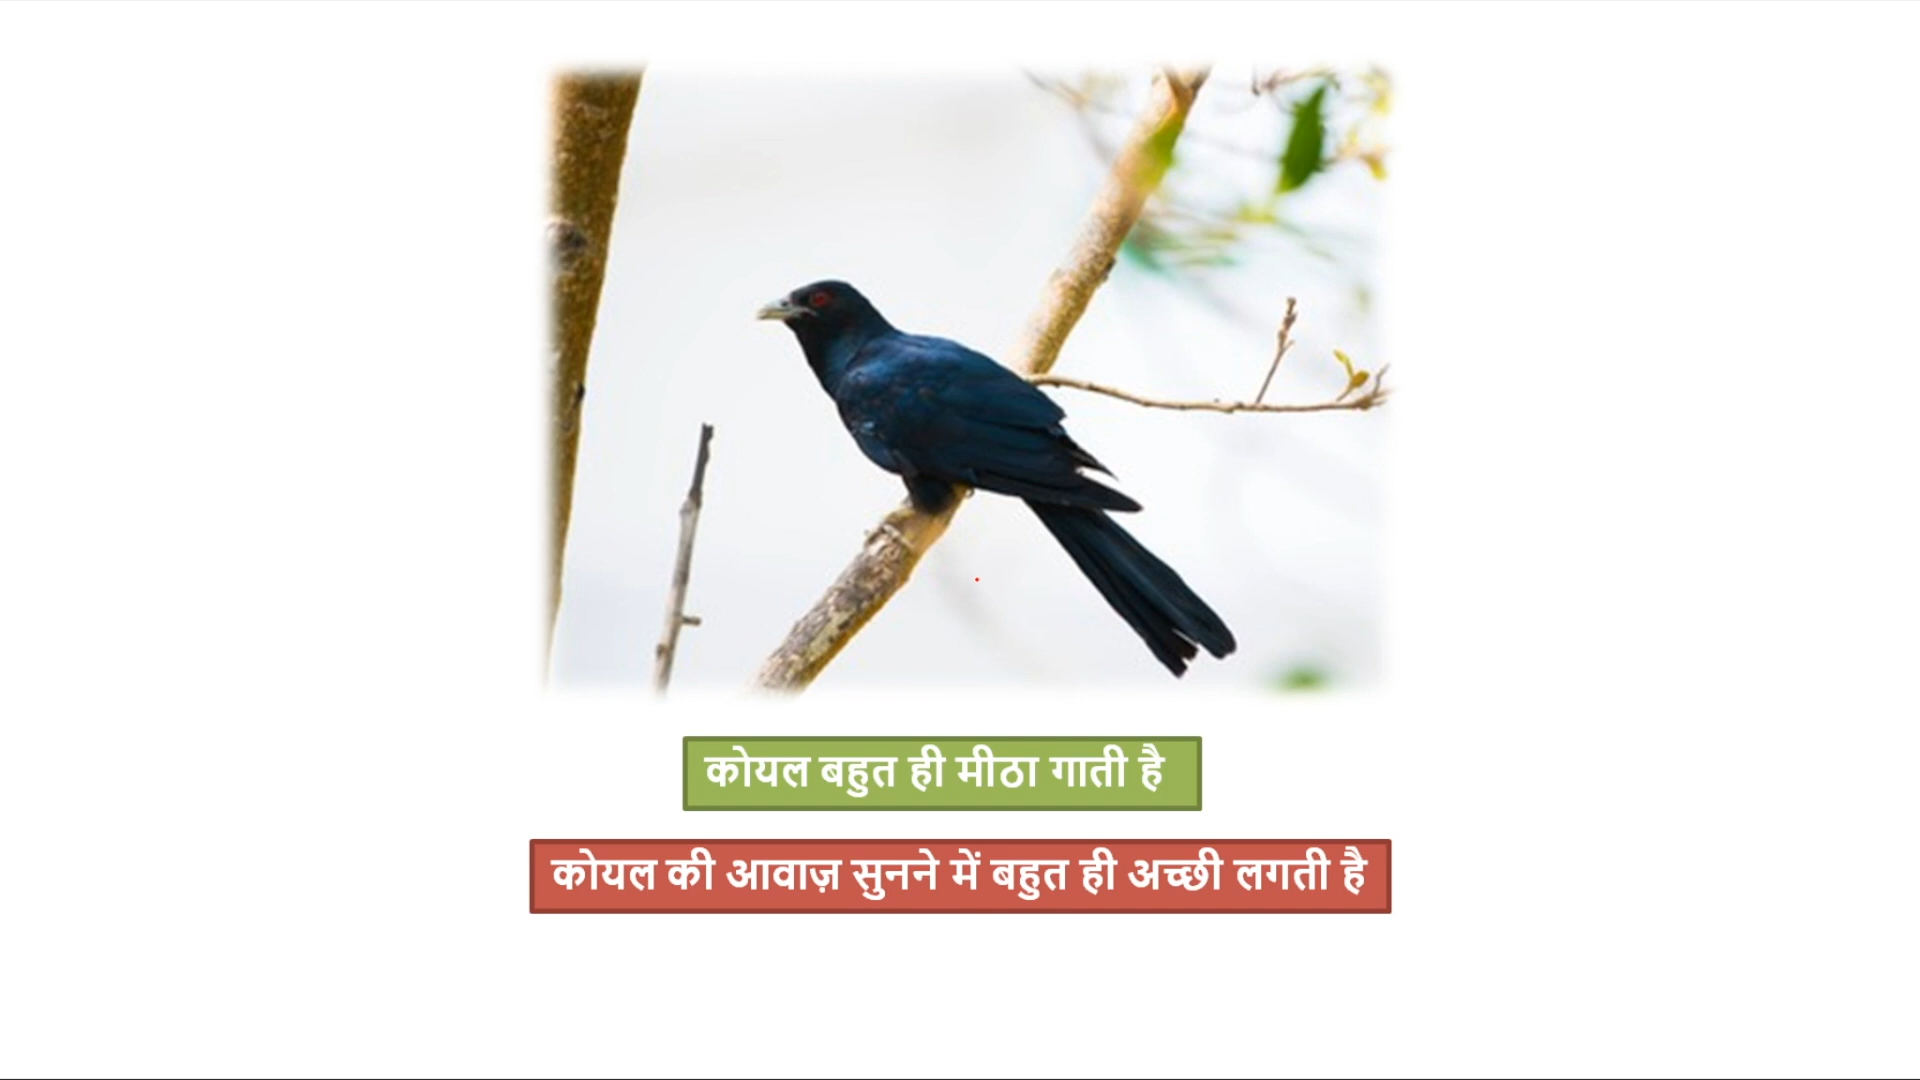 कोयल बहुत ही मीठा गाती है
कोयल की आवाज़ सुनने में बहुत ही अच्छी लगती है